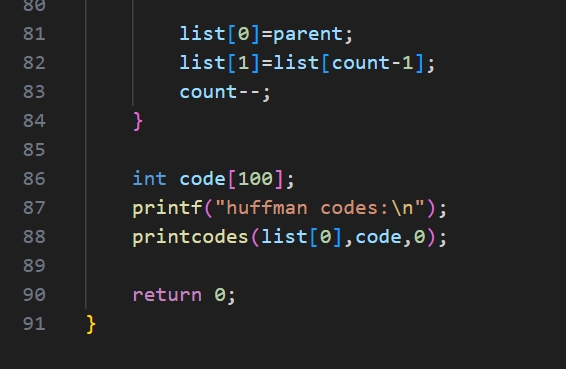 80
81 list[0]=parent;
82 list[1]=list[count-1];
83 count--;
84 }
85
86 int code[100];
87 printf("huffman codes:\n");
88 printcodes(list[0],code,0);
89
90 return 0;
91 }